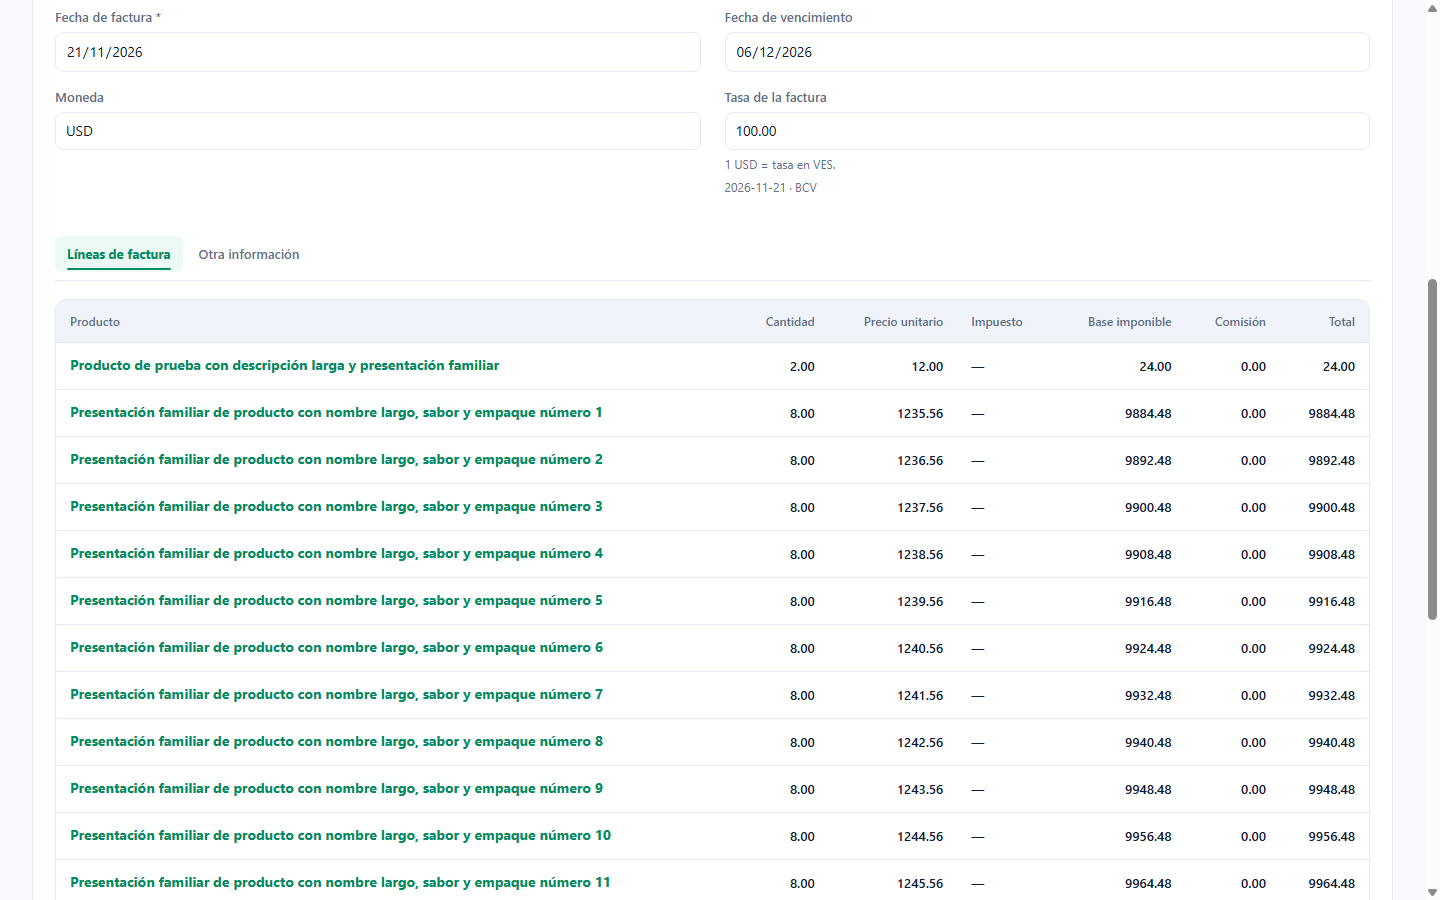 Fecha de factura * Fecha de vencimiento
21/11/2026 06/12/2026
Moneda Tasa de la factura
USD 100.00
1 USD = tasa en VES.
2026-11-21 · BCV
Líneas de factura Otra información
Producto Cantidad Precio unitario Impuesto Base imponible Comisión Total
Producto de prueba con descripción larga y presentación familiar 2.00 12.00 — 24.00 0.00 24.00
Presentación familiar de producto con nombre largo, sabor y empaque número 1 8.00 1235.56 — 9884.48 0.00 9884.48
Presentación familiar de producto con nombre largo, sabor y empaque número 2 8.00 1236.56 — 9892.48 0.00 9892.48
Presentación familiar de producto con nombre largo, sabor y empaque número 3 8.00 1237.56 — 9900.48 0.00 9900.48
Presentación familiar de producto con nombre largo, sabor y empaque número 4 8.00 1238.56 — 9908.48 0.00 9908.48
Presentación familiar de producto con nombre largo, sabor y empaque número 5 8.00 1239.56 — 9916.48 0.00 9916.48
Presentación familiar de producto con nombre largo, sabor y empaque número 6 8.00 1240.56 — 9924.48 0.00 9924.48
Presentación familiar de producto con nombre largo, sabor y empaque número 7 8.00 1241.56 — 9932.48 0.00 9932.48
Presentación familiar de producto con nombre largo, sabor y empaque número 8 8.00 1242.56 — 9940.48 0.00 9940.48
Presentación familiar de producto con nombre largo, sabor y empaque número 9 8.00 1243.56 — 9948.48 0.00 9948.48
Presentación familiar de producto con nombre largo, sabor y empaque número 10 8.00 1244.56 — 9956.48 0.00 9956.48
Presentación familiar de producto con nombre largo, sabor y empaque número 11 8.00 1245.56 — 9964.48 0.00 9964.48